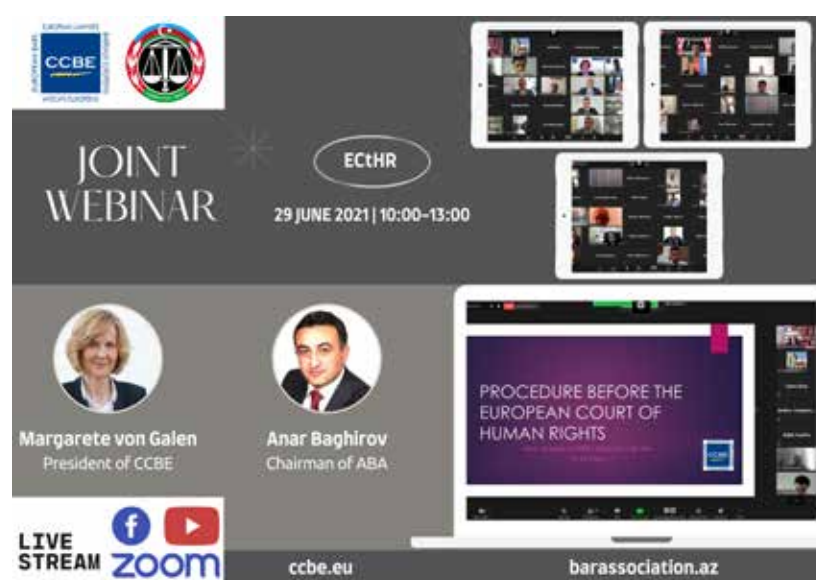 CCBE
JOINT
WEBINAR
ECtHR
29 JUNE 2021 | 10:00-13:00
Margarete von Galen
President of CCBE
Anar Baghirov
Chairman of ABA
PROCEDURE BEFORE THE
EUROPEAN COURT OF
HUMAN RIGHTS
CCBE
LIVE
STREAM
zoom
ccbe.eu
barassociation.az